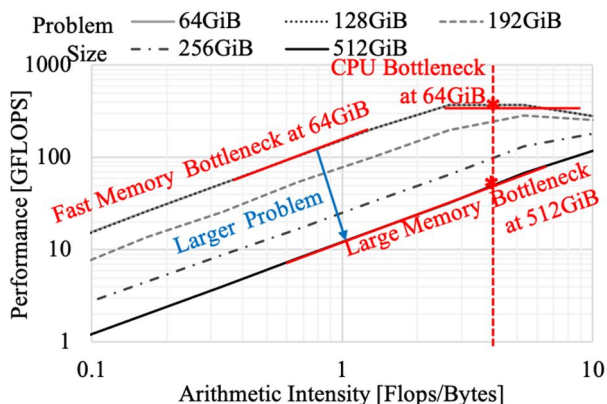 Problem
Size
64GiB
128GiB
192GiB
256GiB
512GiB
1000
100
10
1
Performance [GFLOPS]
CPU Bottleneck
at 64GiB
Fast Memory Bottleneck at 64GiB
Larger Problem
Large Memory Bottleneck
at 512GiB
0.1
1
10
Arithmetic Intensity [Flops/Bytes]